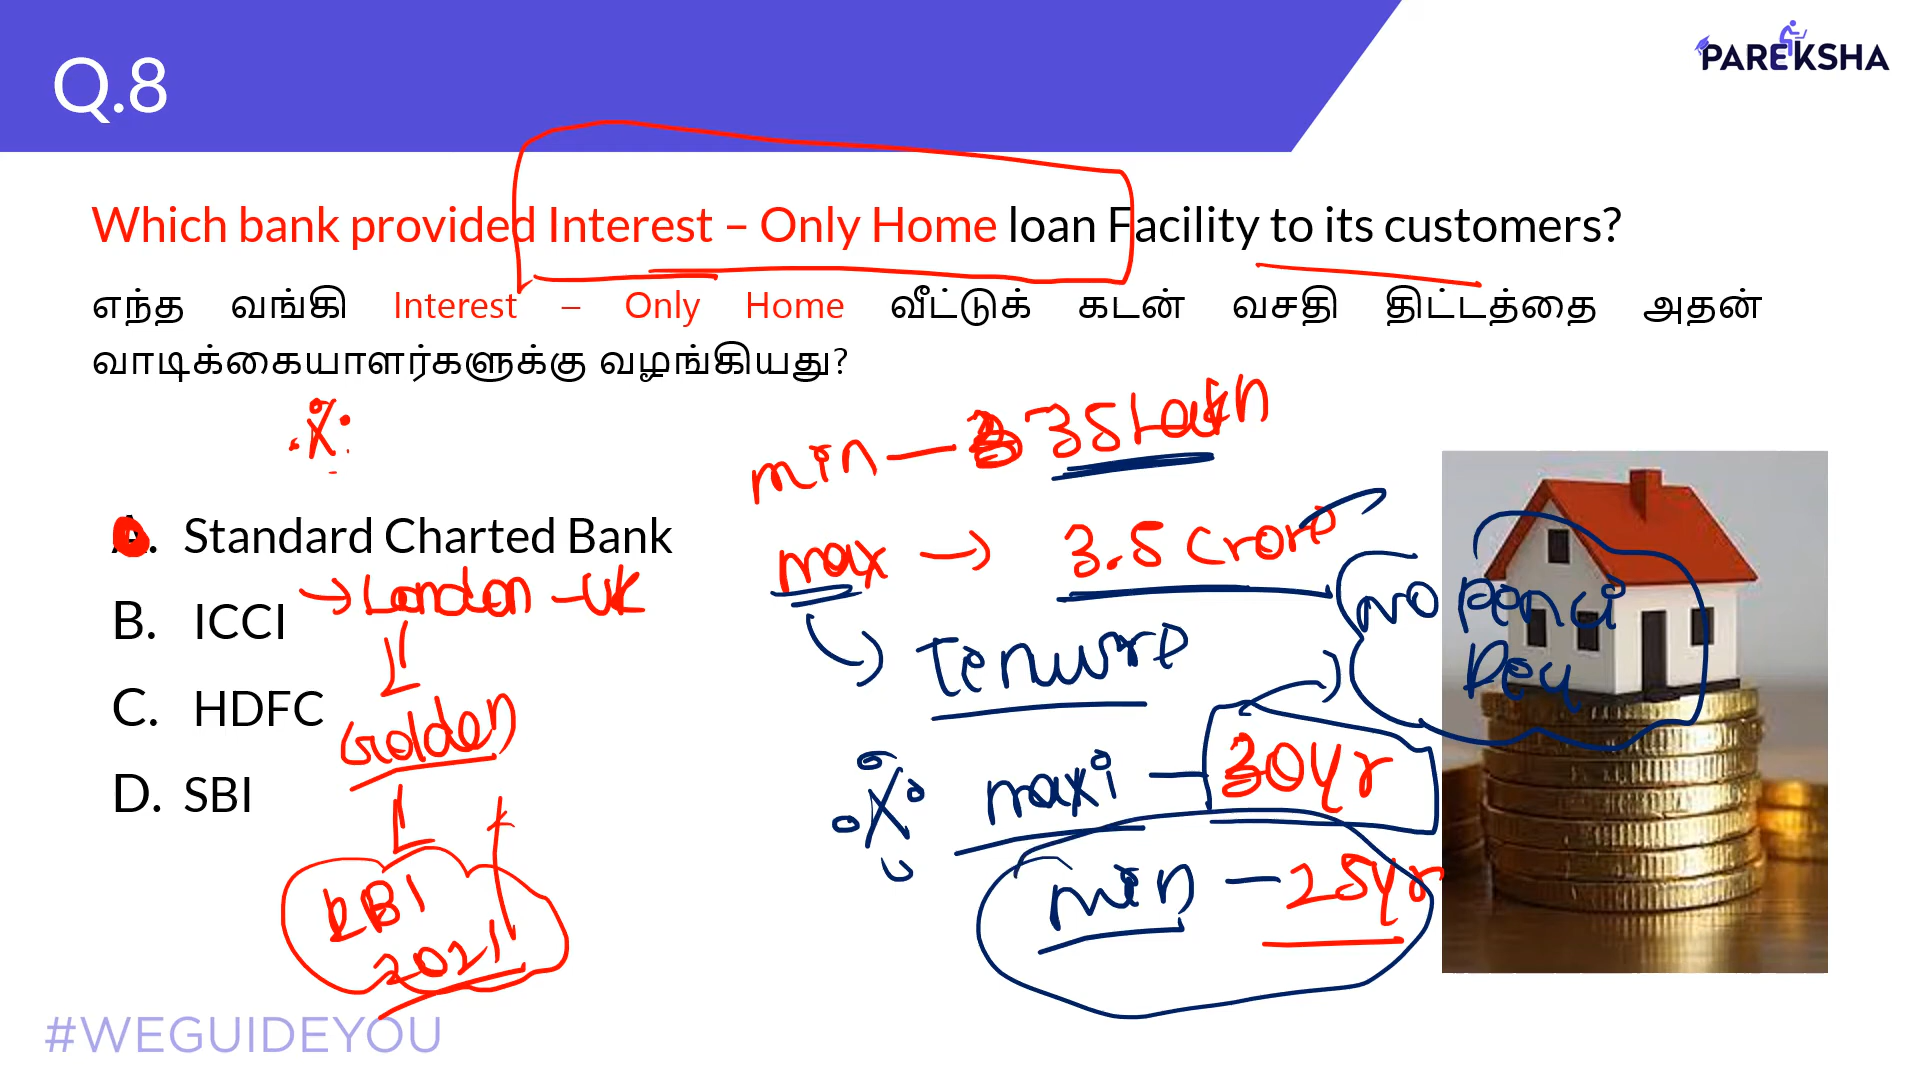 Q.8
PAREKSHA
Which bank provided Interest – Only Home loan Facility to its customers?
எந்த வங்கி Interest – Only Home வீட்டுக் கடன் வசதி திட்டத்தை அதன்
வாடிக்கையாளர்களுக்கு வழங்கியது?
min — 35 Lakh
A. Standard Charted Bank
max → 3.5 crore
→ London - UK
B. ICCI
no
Tenure
C. HDFC
Golden
maxi — 30yr
D. SBI
min — 25yr
RBI
2021
#WEGUIDEYOU